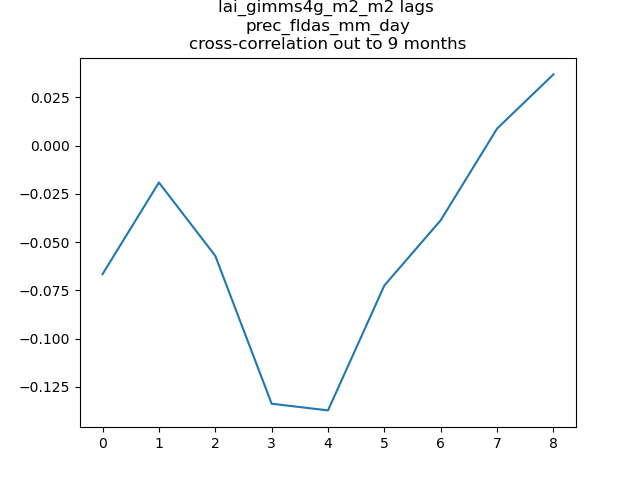 lai_gimms4g_m2_m2 lags
prec_fldas_mm_day
cross-correlation out to 9 months
0.025
0.000
−0.025
−0.050
−0.075
−0.100
−0.125
0 1 2 3 4 5 6 7 8